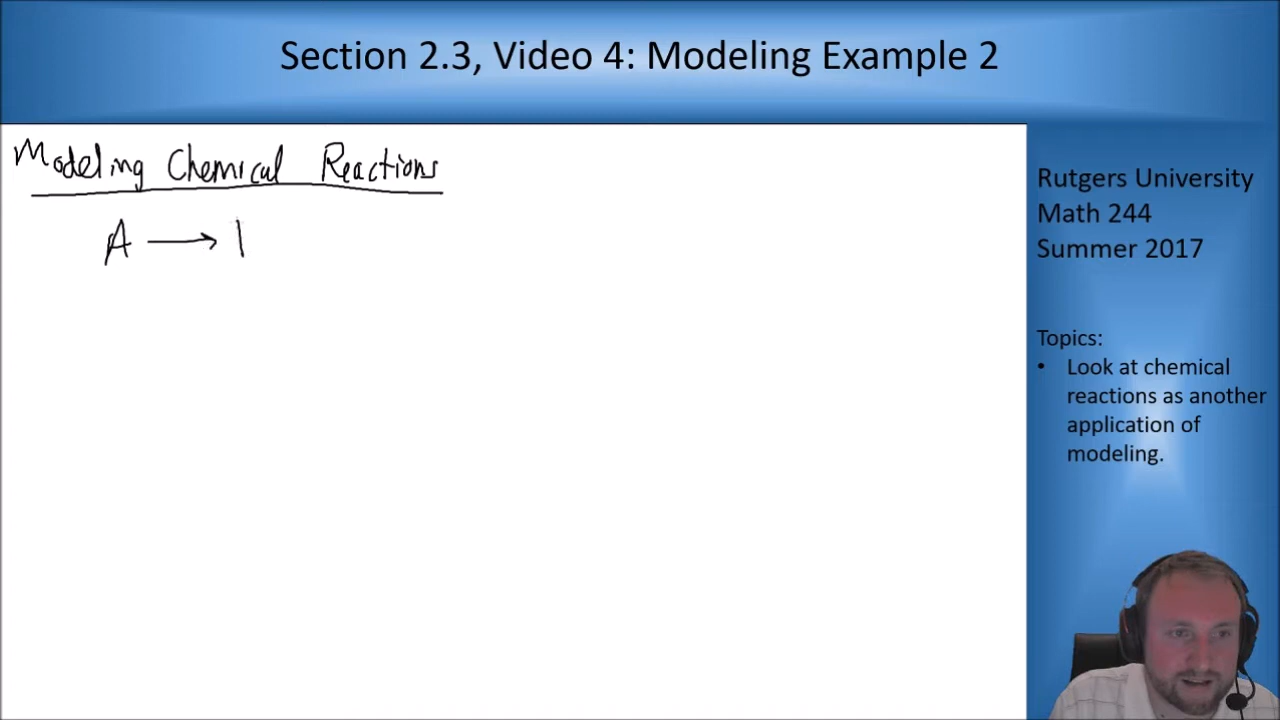 Section 2.3, Video 4: Modeling Example 2
Modeling Chemical Reactions
A → |
Rutgers University
Math 244
Summer 2017
Topics:
• Look at chemical
reactions as another
application of
modeling.